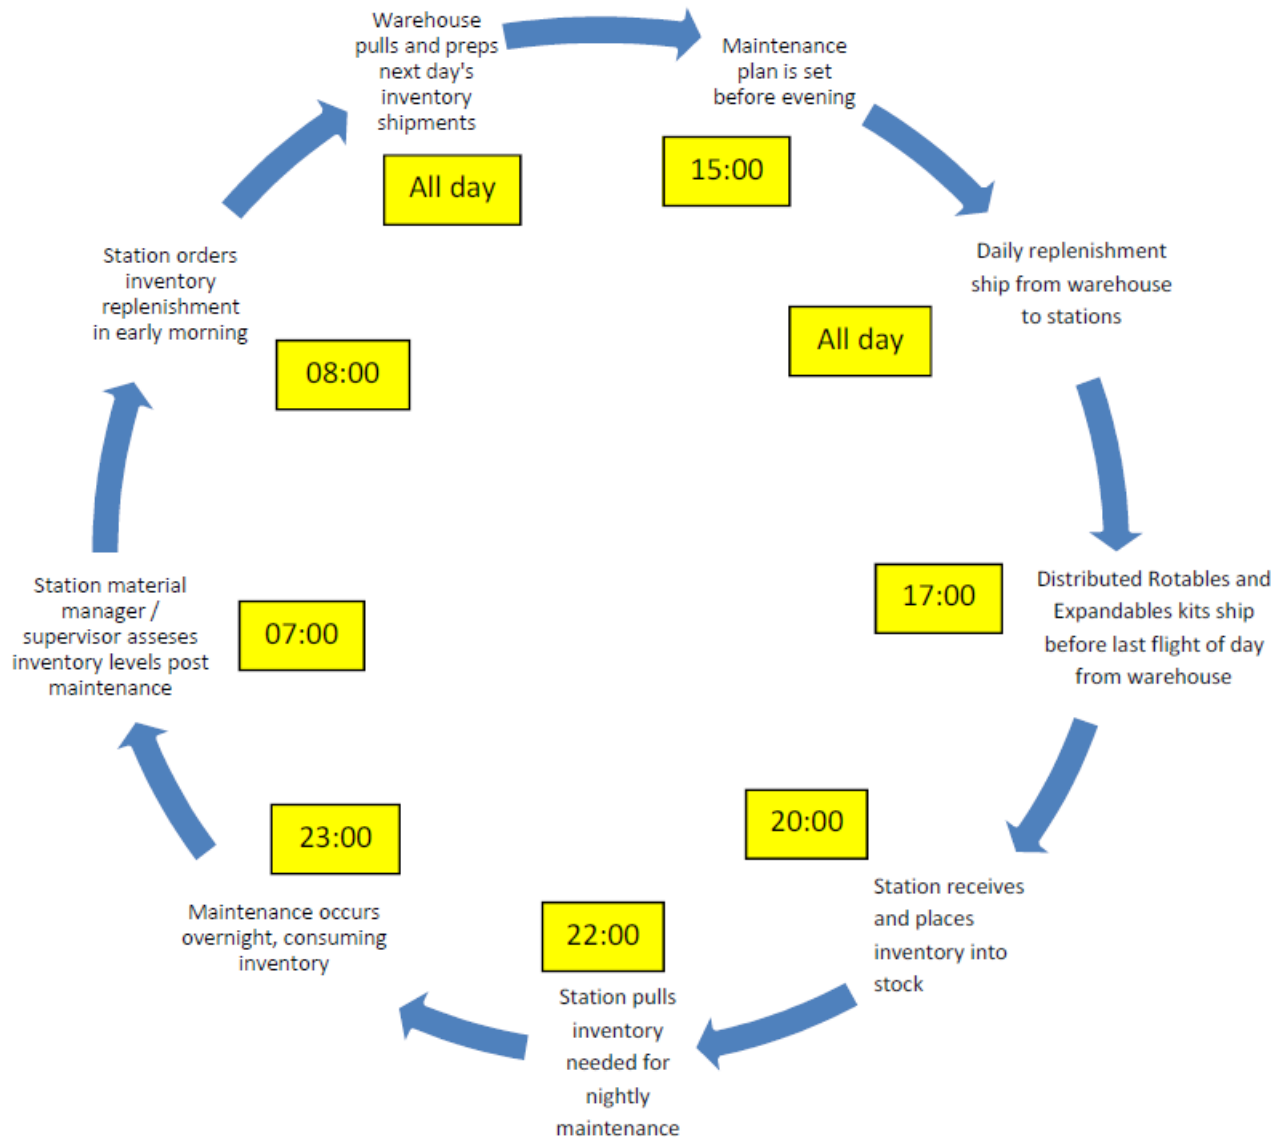 Warehouse
pulls and preps
next day's
inventory
shipments
All day
Maintenance
plan is set
before evening
15:00
Daily replenishment
ship from warehouse
to stations
All day
Distributed Rotables and
Expandables kits ship
before last flight of day
from warehouse
17:00
Station receives
and places
inventory into
stock
20:00
Station pulls
inventory
needed for
nightly
maintenance
22:00
Maintenance occurs
overnight, consuming
inventory
23:00
Station material
manager /
supervisor asseses
inventory levels post
maintenance
07:00
Station orders
inventory
replenishment
in early morning
08:00